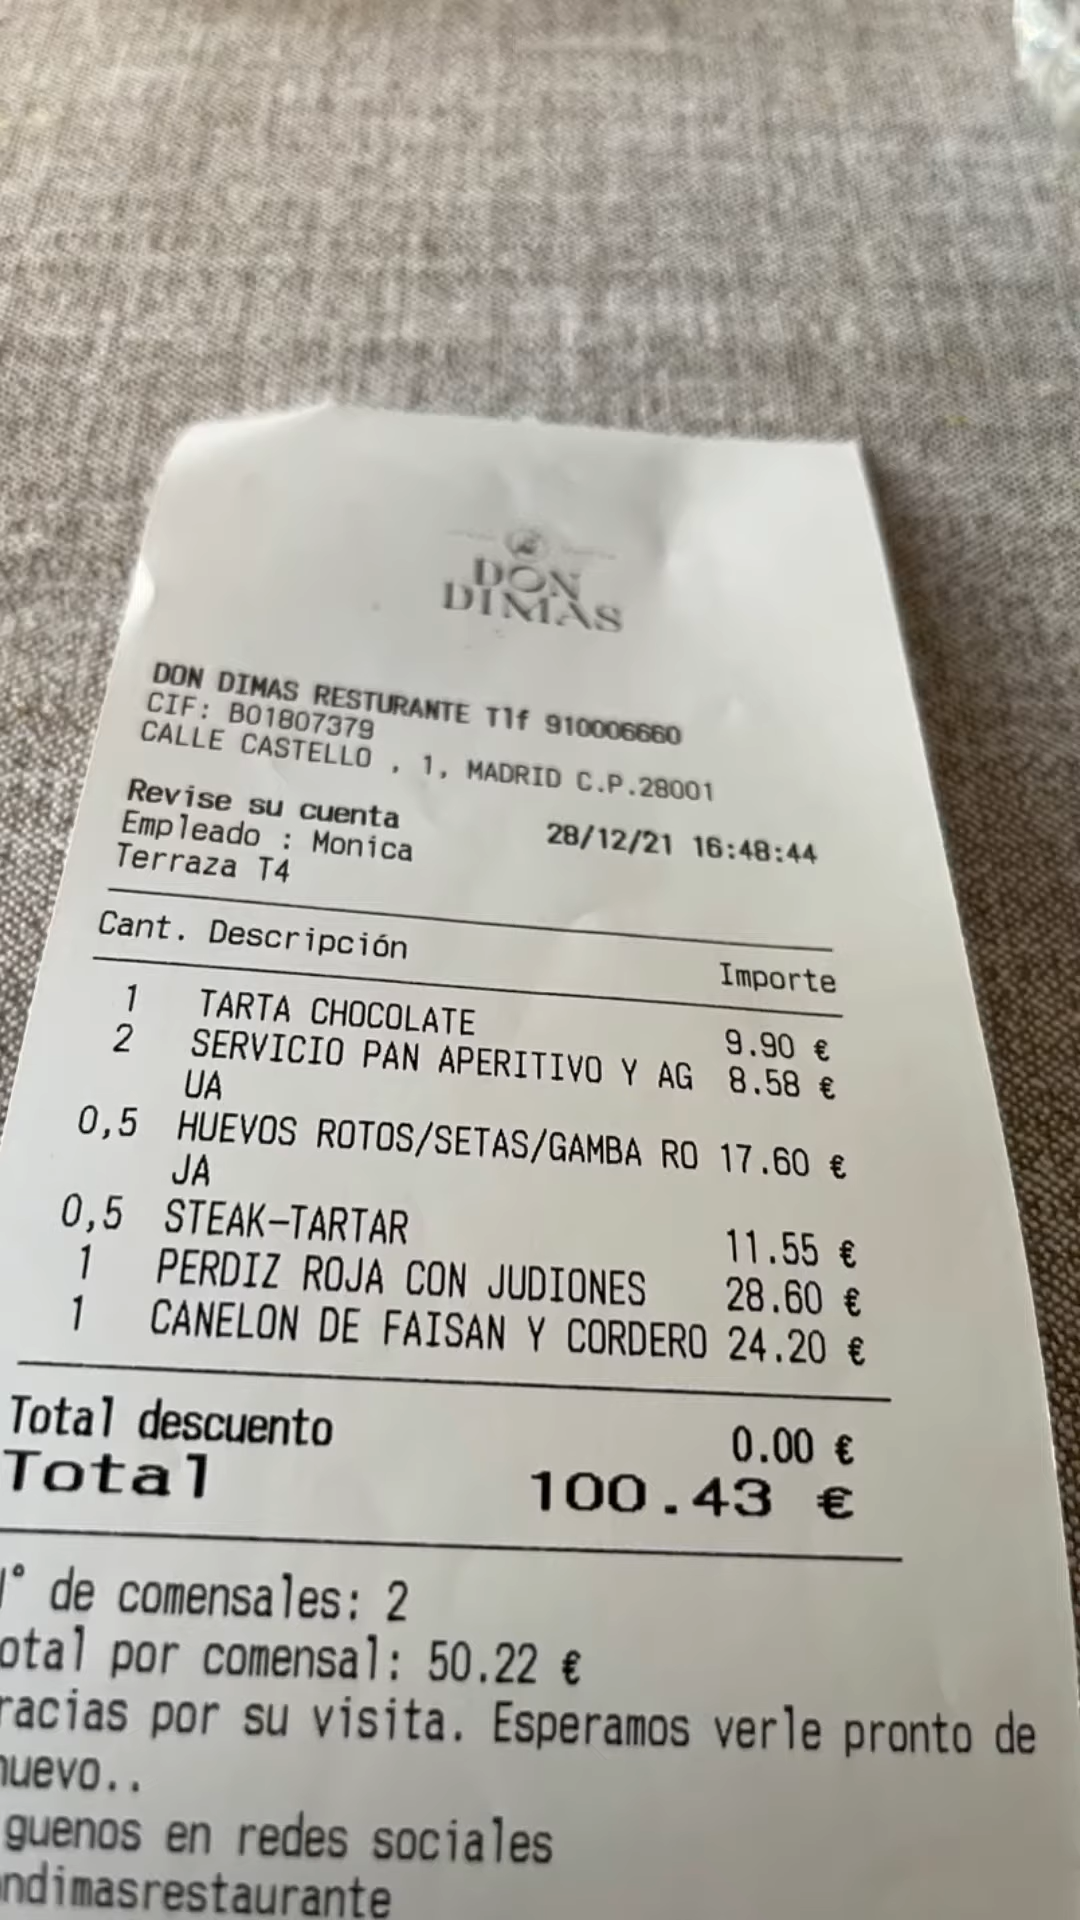 DON
DIMAS
DON DIMAS RESTURANTE Tlf 910006660
CIF: B01807379
CALLE CASTELLO , 1, MADRID C.P.28001
Revise su cuenta 28/12/21 16:48:44
Empleado : Monica
Terraza T4
Cant. Descripción Importe
1 TARTA CHOCOLATE 9.90 €
2 SERVICIO PAN APERITIVO Y AG 8.58 €
UA
0,5 HUEVOS ROTOS/SETAS/GAMBA RO 17.60 €
JA
0,5 STEAK-TARTAR 11.55 €
1 PERDIZ ROJA CON JUDIONES 28.60 €
1 CANELON DE FAISAN Y CORDERO 24.20 €
Total descuento 0.00 €
Total 100.43 €
° de comensales: 2
otal por comensal: 50.22 €
racias por su visita. Esperamos verle pronto de
nuevo..
guenos en redes sociales
ndimasrestaurante